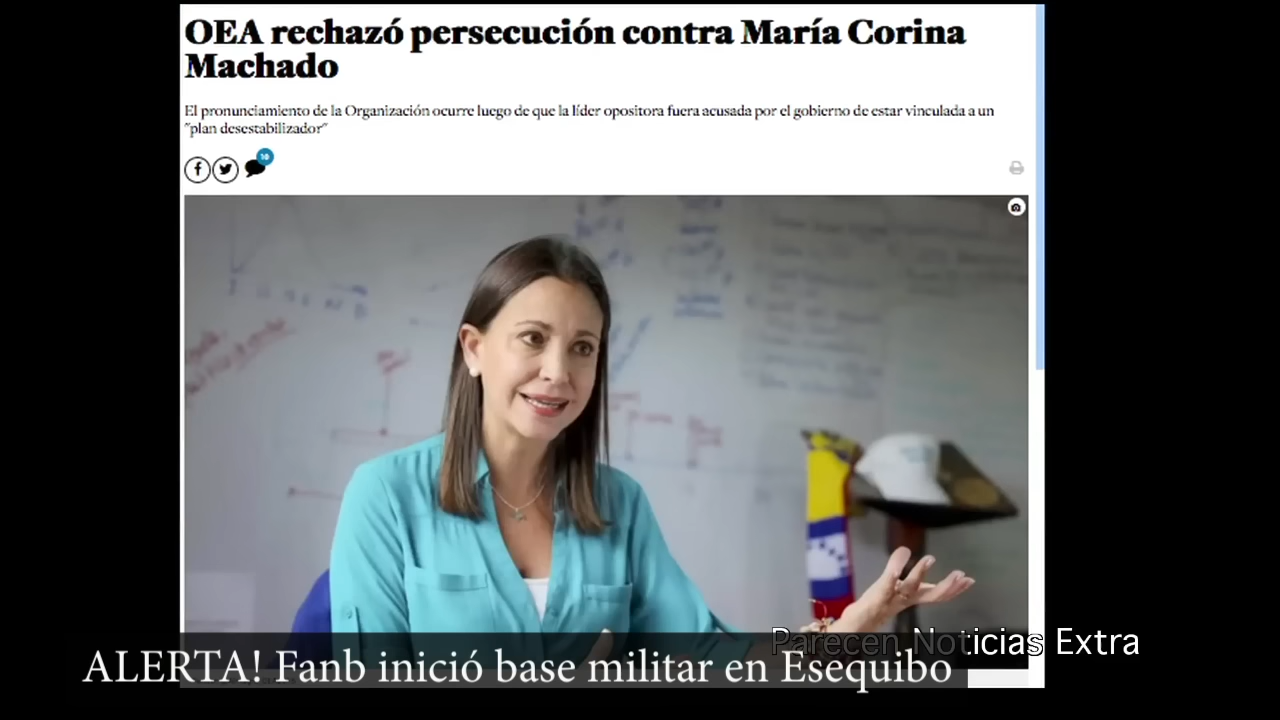 OEA rechazó persecución contra María Corina
Machado
El pronunciamiento de la Organización ocurre luego de que la líder opositora fuera acusada por el gobierno de estar vinculada a un
"plan desestabilizador"
10
Parecen Noticias Extra
ALERTA! Fanb inició base militar en Esequibo